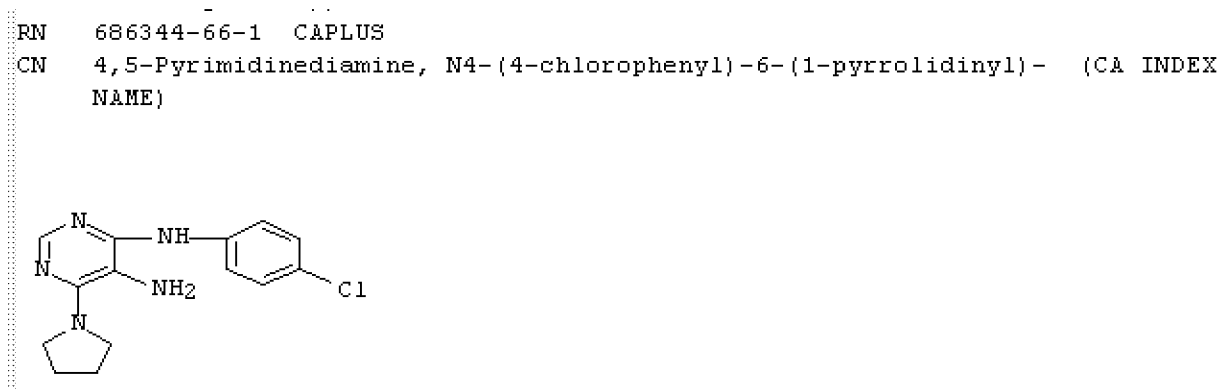 RN 686344-66-1 CAPLUS
CN 4,5-Pyrimidinediamine, N4-(4-chlorophenyl)-6-(1-pyrrolidinyl)- (CA INDEX
NAME)
N
NH
N
NH2
Cl
N